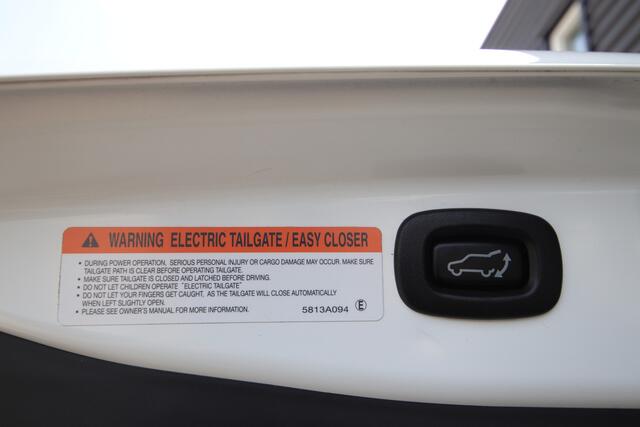 WARNING ELECTRIC TAILGATE / EASY CLOSER
• DURING POWER OPERATION, SERIOUS PERSONAL INJURY OR CARGO DAMAGE MAY OCCUR. MAKE SURE
TAILGATE PATH IS CLEAR BEFORE OPERATING TAILGATE.
• MAKE SURE TAILGATE IS CLOSED AND LATCHED BEFORE DRIVING.
• DO NOT LET CHILDREN OPERATE "ELECTRIC TAILGATE"
• DO NOT LET YOUR FINGERS GET CAUGHT, AS THE TAILGATE WILL CLOSE AUTOMATICALLY
WHEN LEFT SLIGHTLY OPEN.
• PLEASE SEE OWNER'S MANUAL FOR MORE INFORMATION. 5813A094 Ⓔ